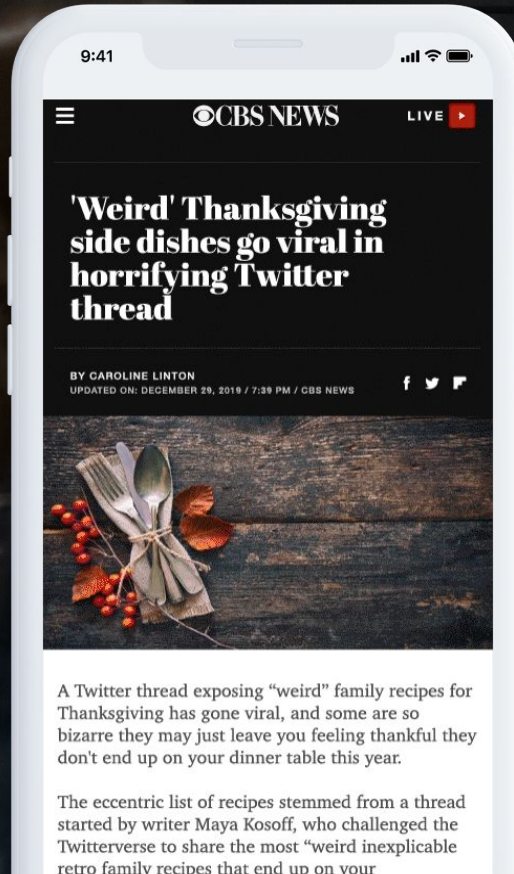 9:41
CBS NEWS
LIVE
'Weird' Thanksgiving
side dishes go viral in
horrifying Twitter
thread
BY CAROLINE LINTON
UPDATED ON: DECEMBER 29, 2019 / 7:39 PM / CBS NEWS
A Twitter thread exposing “weird” family recipes for
Thanksgiving has gone viral, and some are so
bizarre they may just leave you feeling thankful they
don't end up on your dinner table this year.
The eccentric list of recipes stemmed from a thread
started by writer Maya Kosoff, who challenged the
Twitterverse to share the most “weird inexplicable
retro family recipes that end up on your